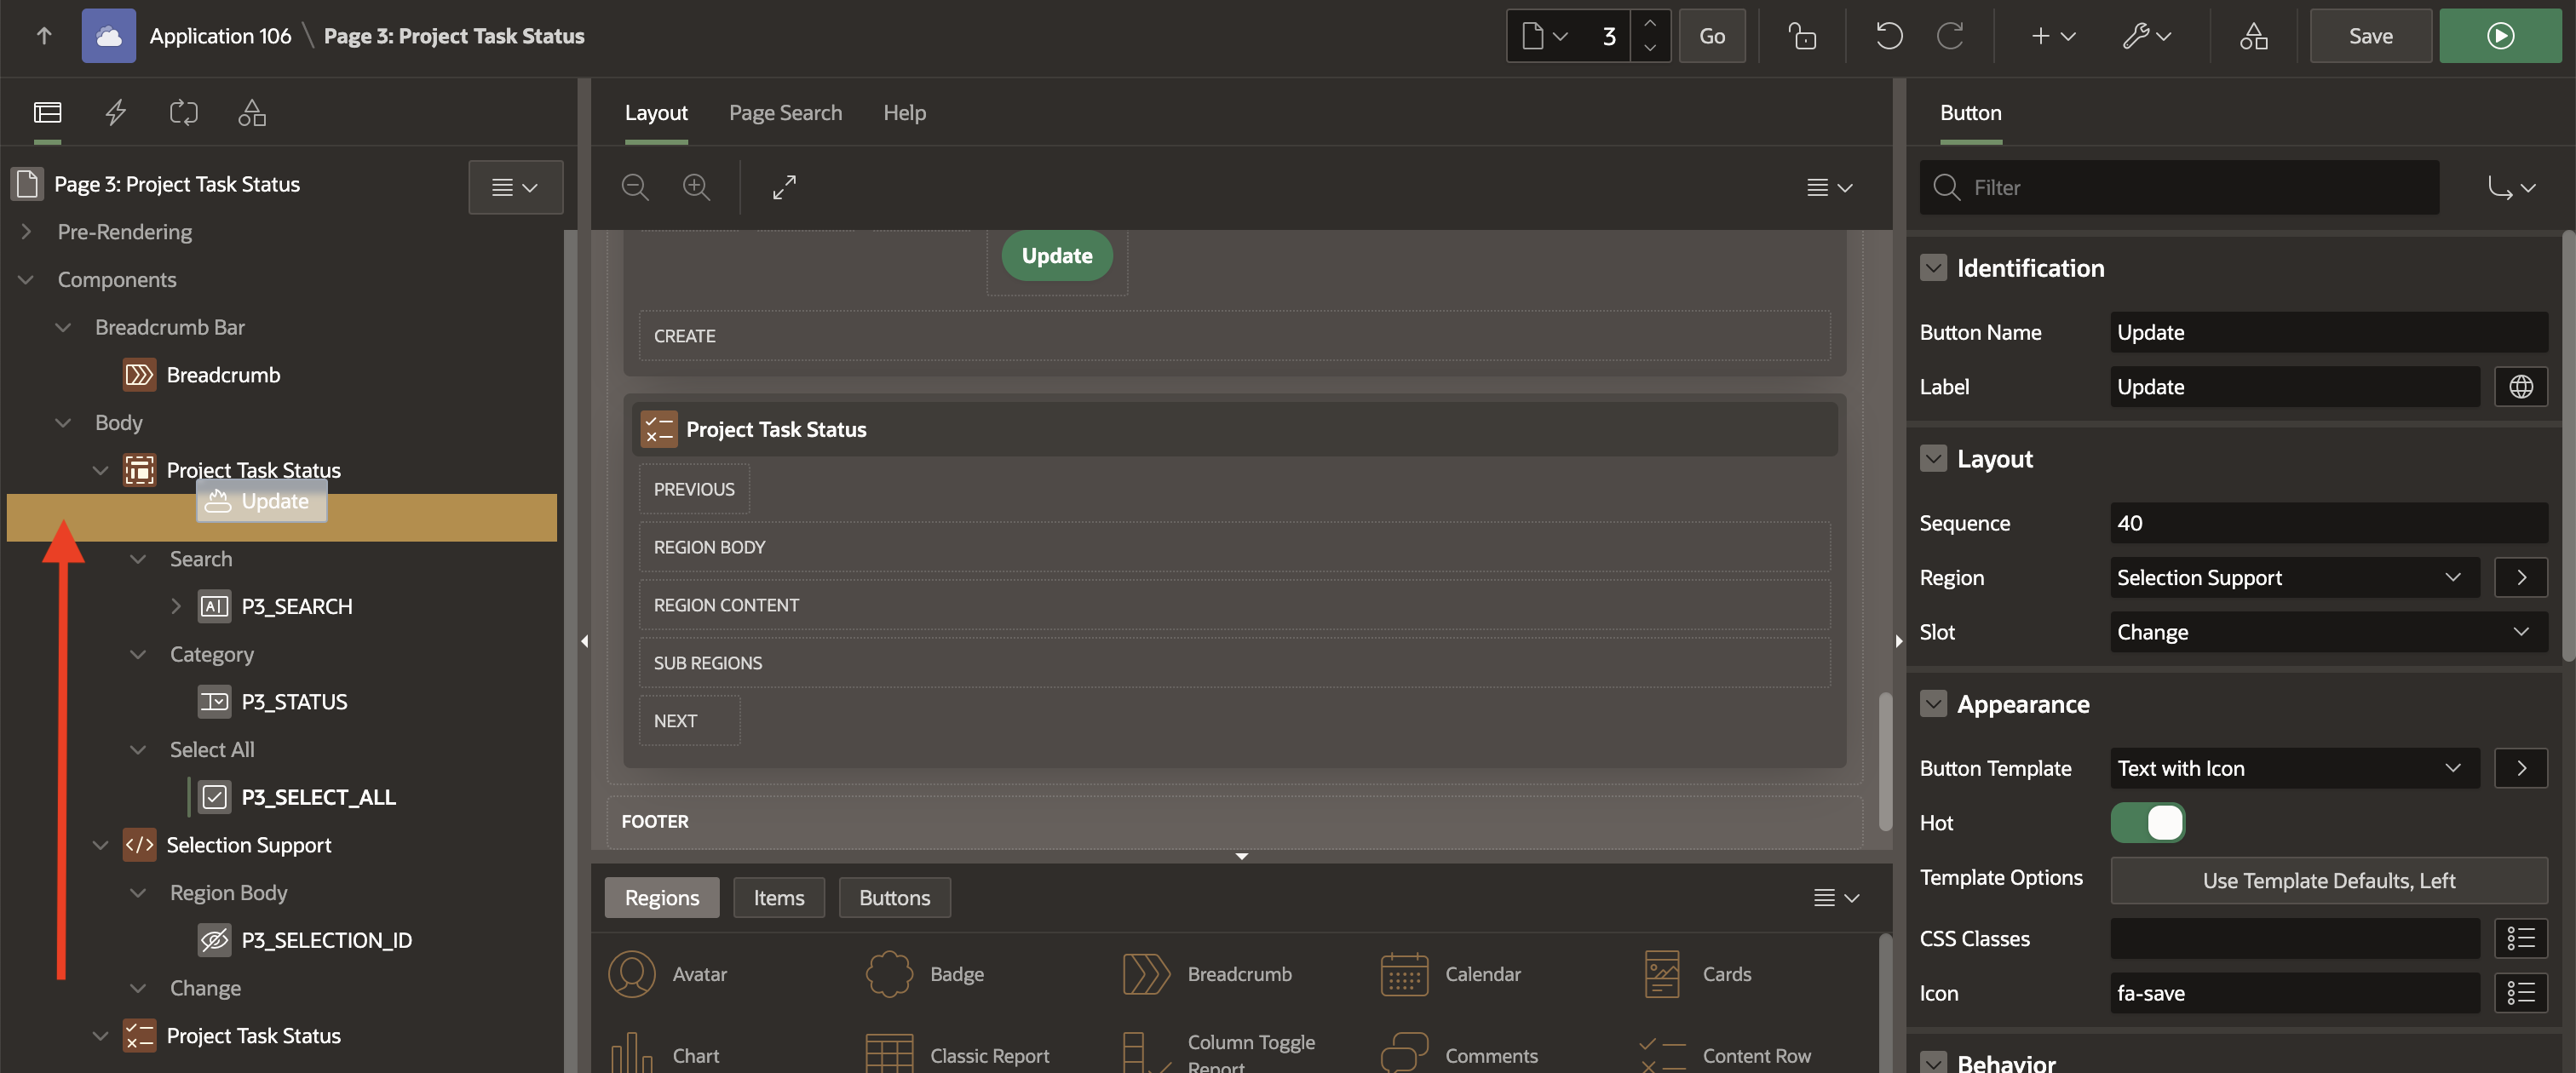 Application 106 \ Page 3: Project Task Status
3
Go
Save
Page 3: Project Task Status
Pre-Rendering
Components
Breadcrumb Bar
Breadcrumb
Body
Project Task Status
Update
Search
P3_SEARCH
Category
P3_STATUS
Select All
P3_SELECT_ALL
Selection Support
Region Body
P3_SELECTION_ID
Change
Project Task Status
Layout Page Search Help
Update
CREATE
Project Task Status
PREVIOUS
REGION BODY
REGION CONTENT
SUB REGIONS
NEXT
FOOTER
Regions Items Buttons
Avatar Badge Breadcrumb Calendar Cards
Chart Classic Report Column Toggle Report Comments Content Row
Button
Filter
Identification
Button Name Update
Label Update
Layout
Sequence 40
Region Selection Support
Slot Change
Appearance
Button Template Text with Icon
Hot
Template Options Use Template Defaults, Left
CSS Classes
Icon fa-save
Behavior